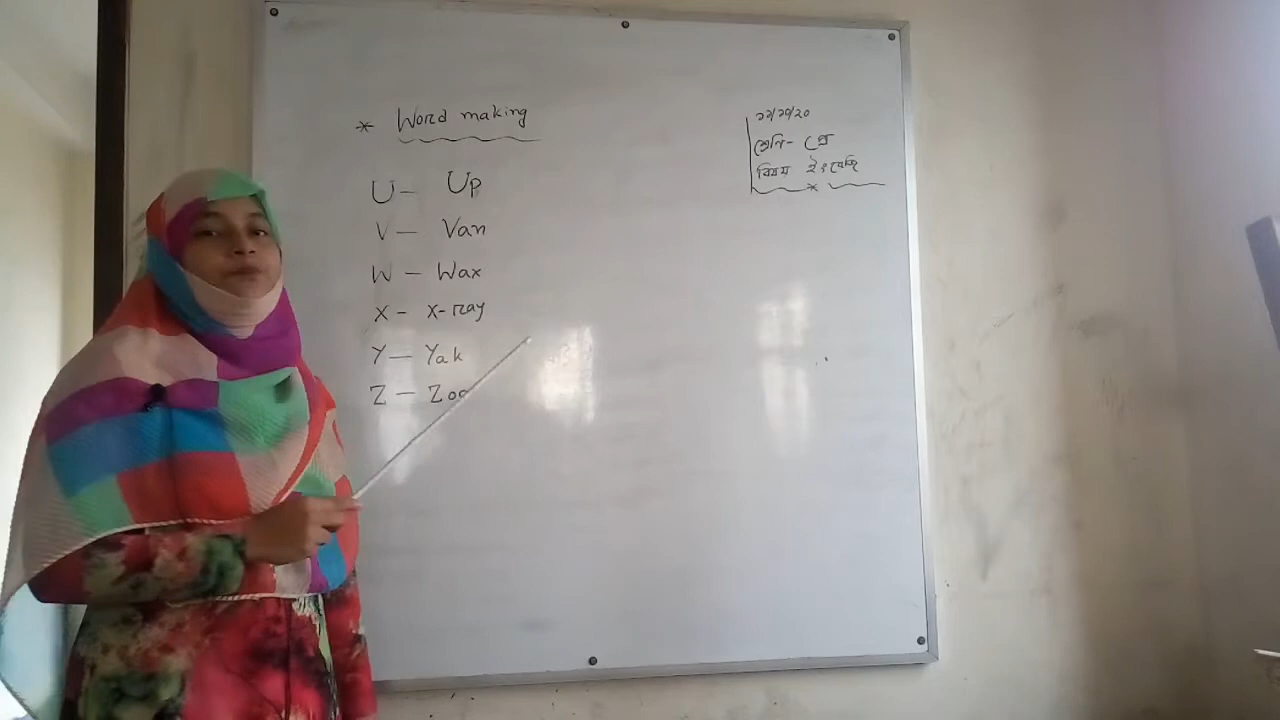 * Word making
U- Up
V- Van
W- Wax
X- X-ray
Y- Yak
Z- Zoo
শ্রেণি- প্লে
বিষয় ইংরেজি
*